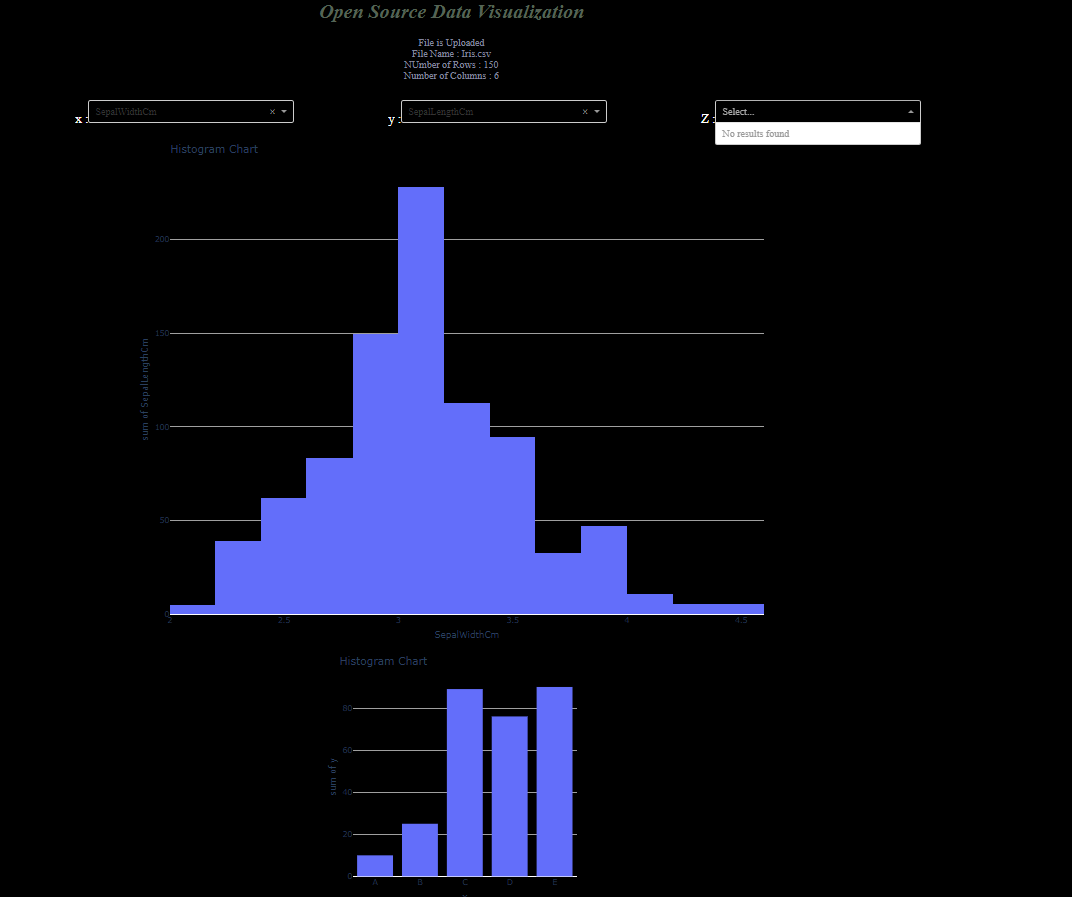 Open Source Data Visualization
File is Uploaded
File Name : Iris.csv
NUmber of Rows : 150
Number of Columns : 6
x : SepalWidthCm × y : SepalLengthCm × Z : Select...
No results found
Histogram Chart
200
150
100
50
0
sum of SepalLengthCm
2 2.5 3 3.5 4 4.5
SepalWidthCm
Histogram Chart
80
60
40
20
0
sum of y
A B C D E